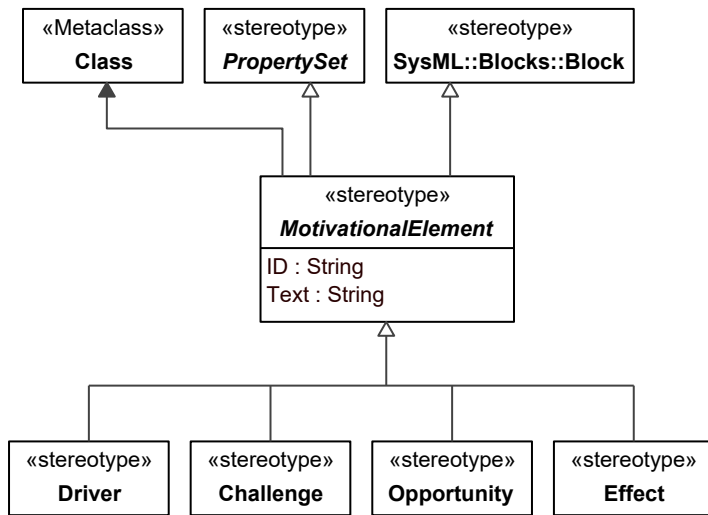 «Metaclass»
Class
«stereotype»
PropertySet
«stereotype»
SysML::Blocks::Block
«stereotype»
MotivationalElement
ID : String
Text : String
«stereotype»
Driver
«stereotype»
Challenge
«stereotype»
Opportunity
«stereotype»
Effect